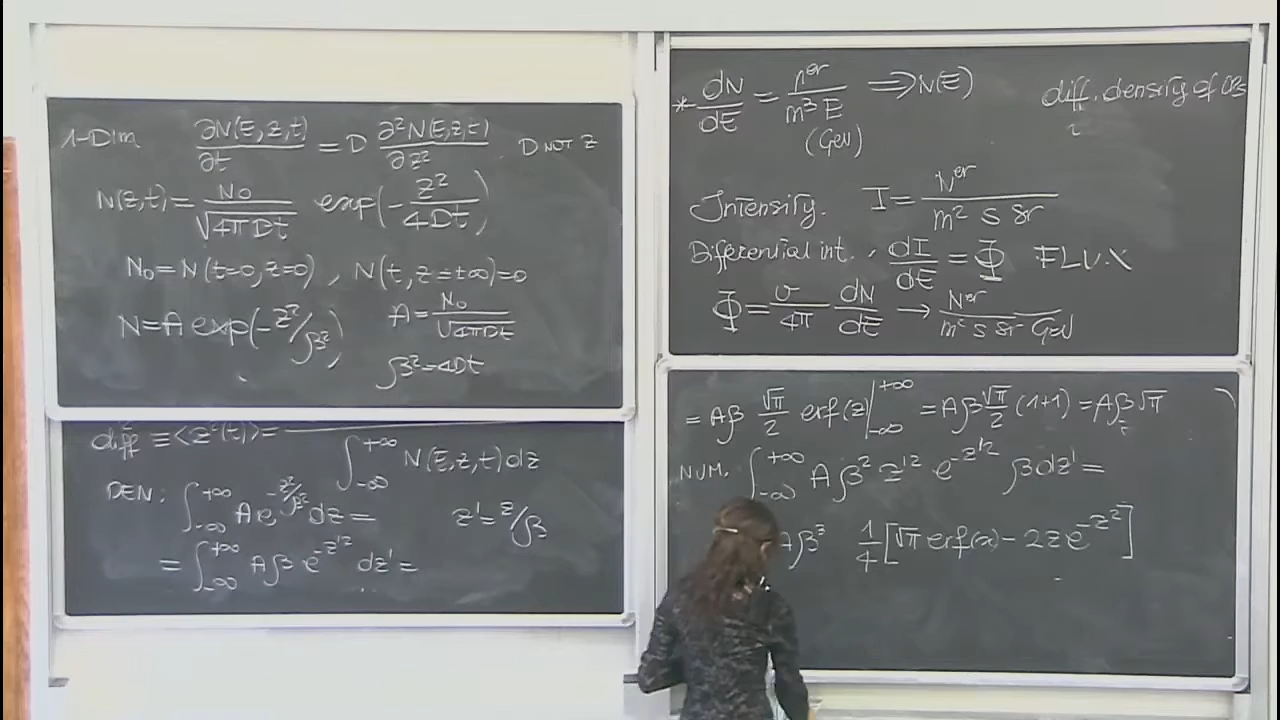 1-Dim. ∂N(E,z,t)/∂t = D ∂²N(E,z,t)/∂z² D NOT z
N(z,t) = N₀/√(4πDt) exp(-z²/4Dt)
N₀ = N(t=0, z=0), N(t, z=±∞) = 0
N = A exp(-z²/β²) A = N₀/√(4πDt)
β² = 4Dt
diff ≡ <z²(t)> =
∫_{-∞}^{+∞} N(E,z,t) dz
DEN: ∫_{-∞}^{+∞} A e^{-z²/β²} dz = z' = z/β
= ∫_{-∞}^{+∞} Aβ e^{-z'²} dz' =
* dN/dE = n^er/(m³ E) ⟹ N(E) diff. density of
(GeV)
Intensity. I = N^er/(m² s sr)
Differential int., dI/dE = Φ FLUX
Φ = v/4π dN/dE → N^er/(m² s sr GeV)
= Aβ √π/2 erf(z)|_{-∞}^{+∞} = Aβ √π/2 (1+1) = Aβ√π
NUM. ∫_{-∞}^{+∞} Aβ² z'² e^{-z'²} β dz' =
Aβ³ 1/4 [√π erf(z) - 2z e^{-z²}]